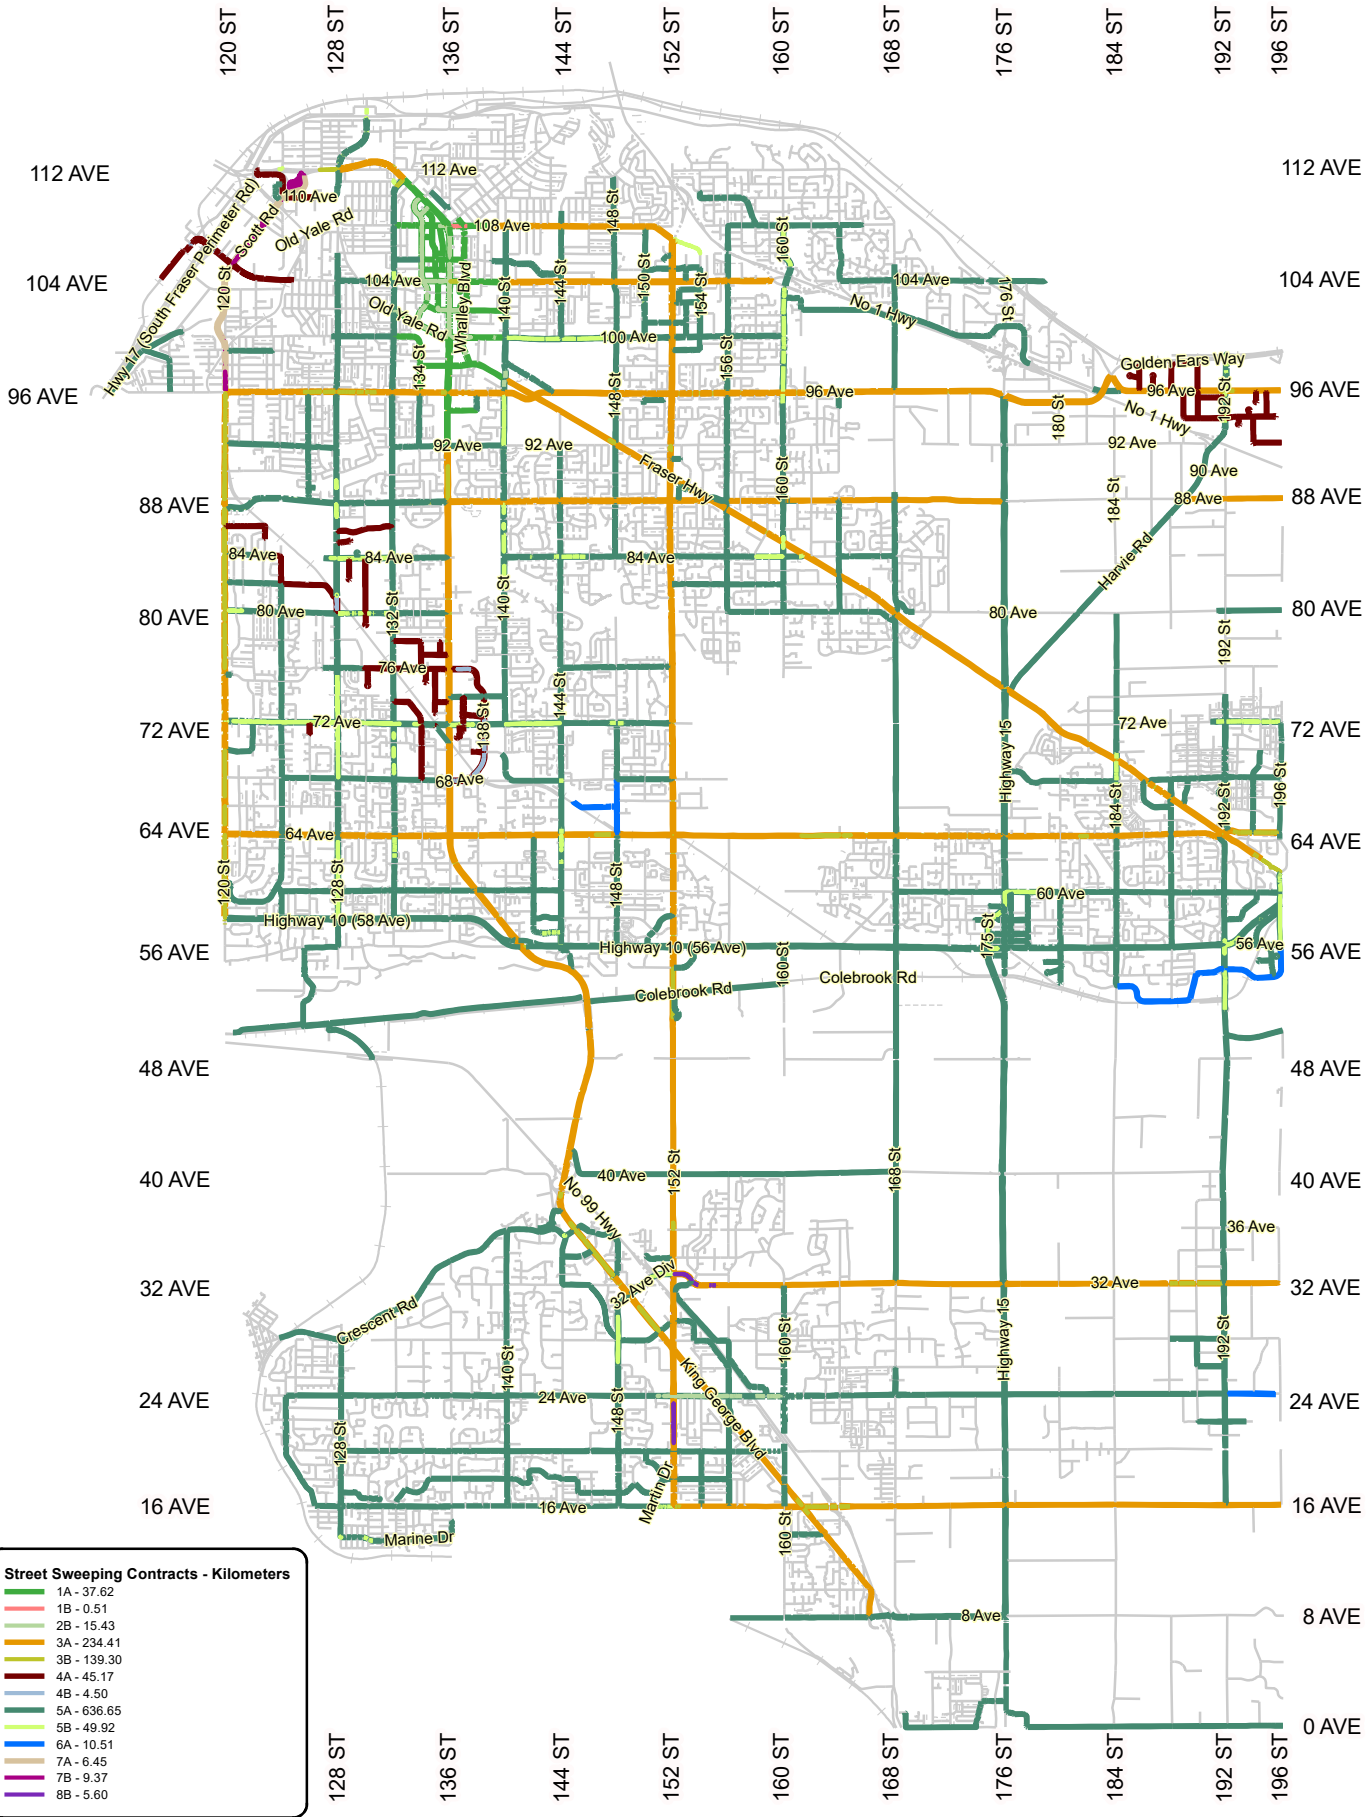 120 ST
128 ST
136 ST
144 ST
152 ST
160 ST
168 ST
176 ST
184 ST
192 ST
196 ST
112 AVE
112 Ave
112 AVE
110 Ave
Hwy 17 (South Fraser Perimeter Rd)
Scott Rd
Old Yale Rd
108 Ave
148 St
160 St
104 AVE
120 St
104 Ave
Whalley Blvd
140 St
144 St
150 St
154 St
104 Ave
176 St
104 AVE
Old Yale Rd
100 Ave
No 1 Hwy
134 St
148 St
156 St
Golden Ears Way
96 AVE
96 Ave
96 Ave
192 St
96 AVE
180 St
No 1 Hwy
92 Ave
92 Ave
92 Ave
Fraser Hwy
160 St
90 Ave
88 AVE
184 St
88 Ave
88 AVE
84 Ave
84 Ave
84 Ave
Harvie Rd
80 AVE
80 Ave
132 St
140 St
80 Ave
80 AVE
192 St
76 Ave
144 St
72 AVE
72 Ave
138 St
72 Ave
72 AVE
68 Ave
Highway 15
184 St
192 St
196 St
64 AVE
64 Ave
64 AVE
120 St
128 St
148 St
60 Ave
Highway 10 (58 Ave)
Highway 10 (56 Ave)
175 St
56 Ave
56 AVE
160 St
56 AVE
Colebrook Rd
Colebrook Rd
48 AVE
48 AVE
40 AVE
40 Ave
152 St
168 St
40 AVE
No 99 Hwy
36 Ave
32 AVE
32 Ave Div
32 Ave
32 AVE
Crescent Rd
160 St
Highway 15
192 St
140 St
King George Blvd
24 AVE
24 Ave
148 St
24 AVE
128 St
Martin Dr
16 AVE
16 Ave
16 AVE
Marine Dr
160 St
Street Sweeping Contracts - Kilometers
1A - 37.62
1B - 0.51
2B - 15.43
3A - 234.41
3B - 139.30
4A - 45.17
4B - 4.50
5A - 636.65
5B - 49.92
6A - 10.51
7A - 6.45
7B - 9.37
8B - 5.60
8 Ave
8 AVE
0 AVE
128 ST
136 ST
144 ST
152 ST
160 ST
168 ST
176 ST
184 ST
192 ST
196 ST